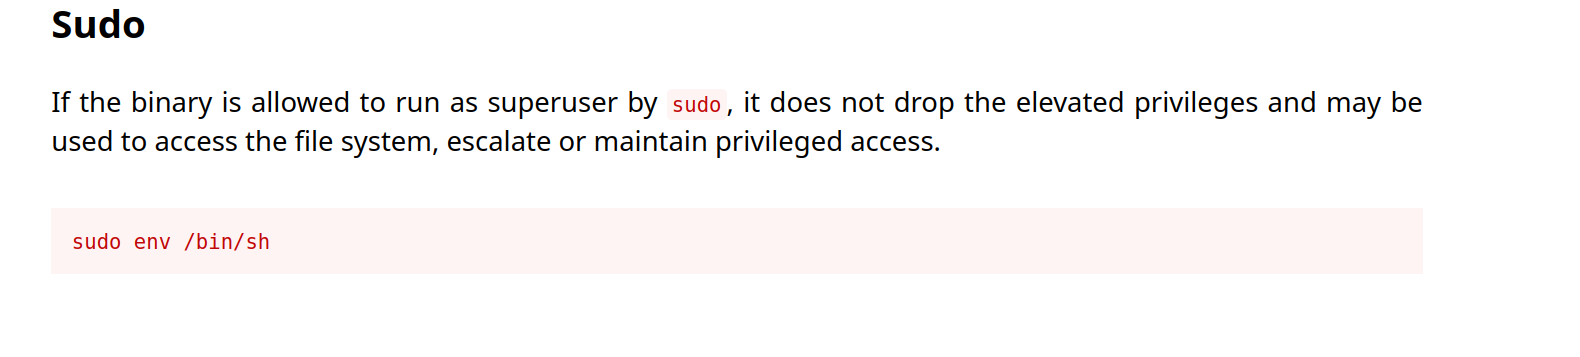 Sudo
If the binary is allowed to run as superuser by sudo, it does not drop the elevated privileges and may be
used to access the file system, escalate or maintain privileged access.
sudo env /bin/sh